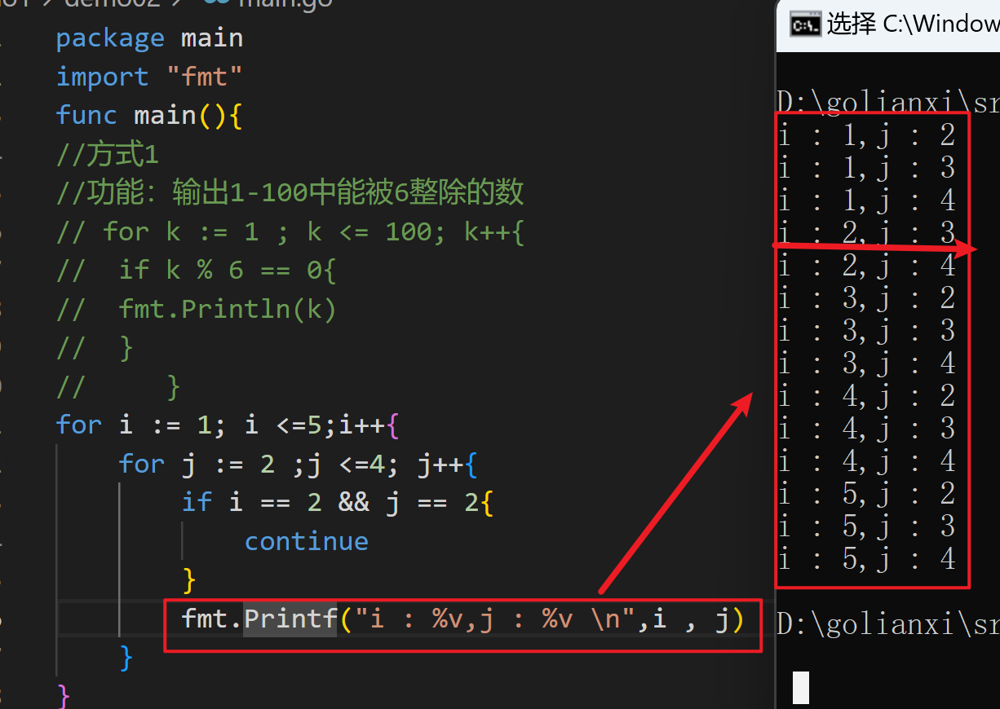 demo02 > main.go
package main
import "fmt"
func main(){
//方式1
//功能：输出1-100中能被6整除的数
// for k := 1 ; k <= 100; k++{
//  if k % 6 == 0{
//  fmt.Println(k)
//  }
//     }
for i := 1; i <=5;i++{
for j := 2 ;j <=4; j++{
if i == 2 && j == 2{
continue
}
fmt.Printf("i : %v,j : %v \n",i , j)
}
}
选择 C:\Window
D:\golianxi\sr
i : 1,j : 2
i : 1,j : 3
i : 1,j : 4
i : 2,j : 3
i : 2,j : 4
i : 3,j : 2
i : 3,j : 3
i : 3,j : 4
i : 4,j : 2
i : 4,j : 3
i : 4,j : 4
i : 5,j : 2
i : 5,j : 3
i : 5,j : 4
D:\golianxi\sr